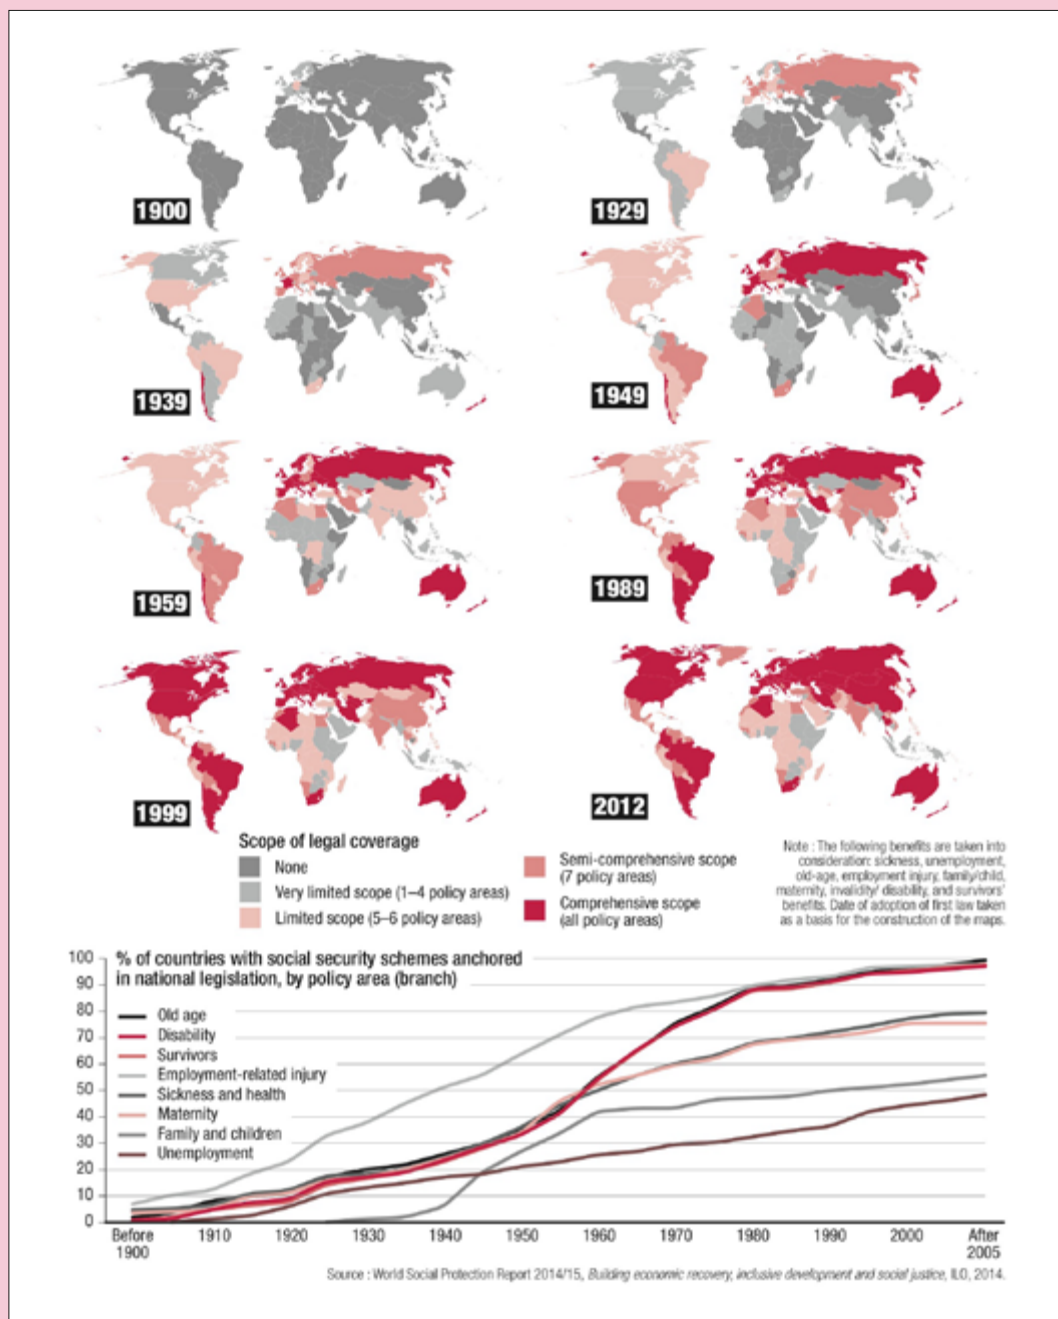 1900
1929
1939
1949
1959
1989
1999
2012
Scope of legal coverage
None
Very limited scope (1–4 policy areas)
Limited scope (5–6 policy areas)
Semi-comprehensive scope
(7 policy areas)
Comprehensive scope
(all policy areas)
Note : The following benefits are taken into
consideration: sickness, unemployment,
old-age, employment injury, family/child,
maternity, invalidity/ disability, and survivors'
benefits. Date of adoption of first law taken
as a basis for the construction of the maps.
% of countries with social security schemes anchored
in national legislation, by policy area (branch)
100
90
80
70
60
50
40
30
20
10
0
Old age
Disability
Survivors
Employment-related injury
Sickness and health
Maternity
Family and children
Unemployment
Before
1900
1910
1920
1930
1940
1950
1960
1970
1980
1990
2000
After
2005
Source : World Social Protection Report 2014/15, Building economic recovery, inclusive development and social justice, ILO, 2014.